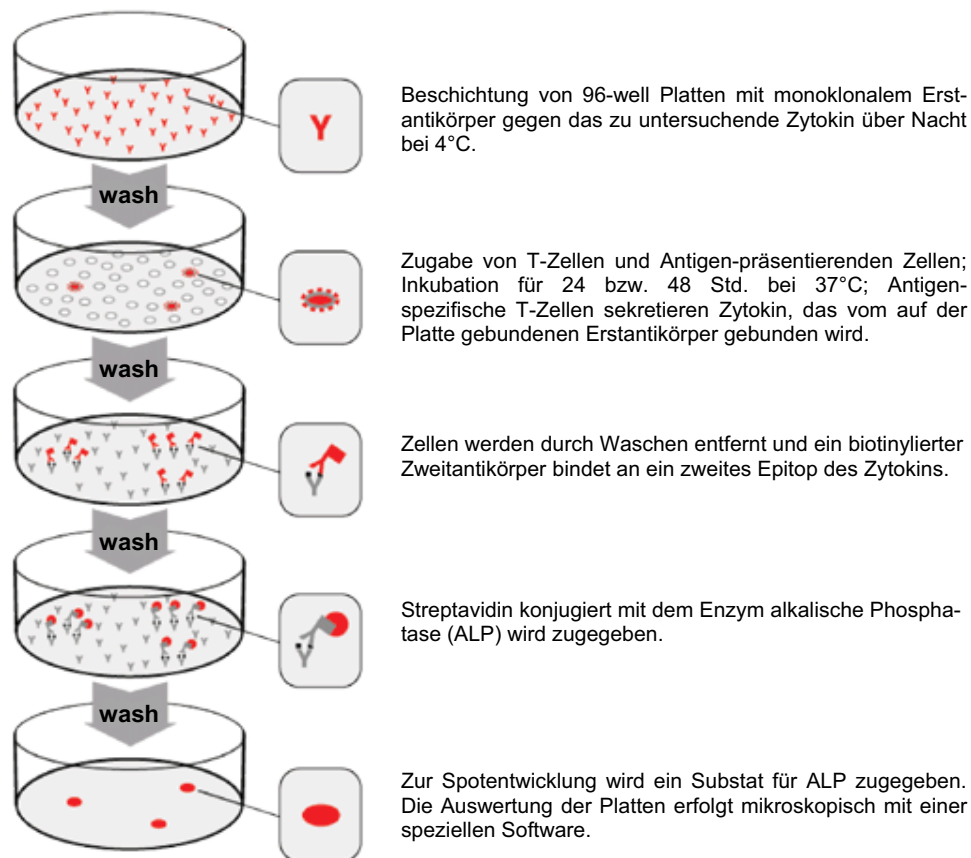 Beschichtung von 96-well Platten mit monoklonalem Erst-
antikörper gegen das zu untersuchende Zytokin über Nacht
bei 4°C.
wash
Zugabe von T-Zellen und Antigen-präsentierenden Zellen;
Inkubation für 24 bzw. 48 Std. bei 37°C; Antigen-
spezifische T-Zellen sekretieren Zytokin, das vom auf der
Platte gebundenen Erstantikörper gebunden wird.
wash
Zellen werden durch Waschen entfernt und ein biotinylierter
Zweitantikörper bindet an ein zweites Epitop des Zytokins.
wash
Streptavidin konjugiert mit dem Enzym alkalische Phospha-
tase (ALP) wird zugegeben.
wash
Zur Spotentwicklung wird ein Substat für ALP zugegeben.
Die Auswertung der Platten erfolgt mikroskopisch mit einer
speziellen Software.